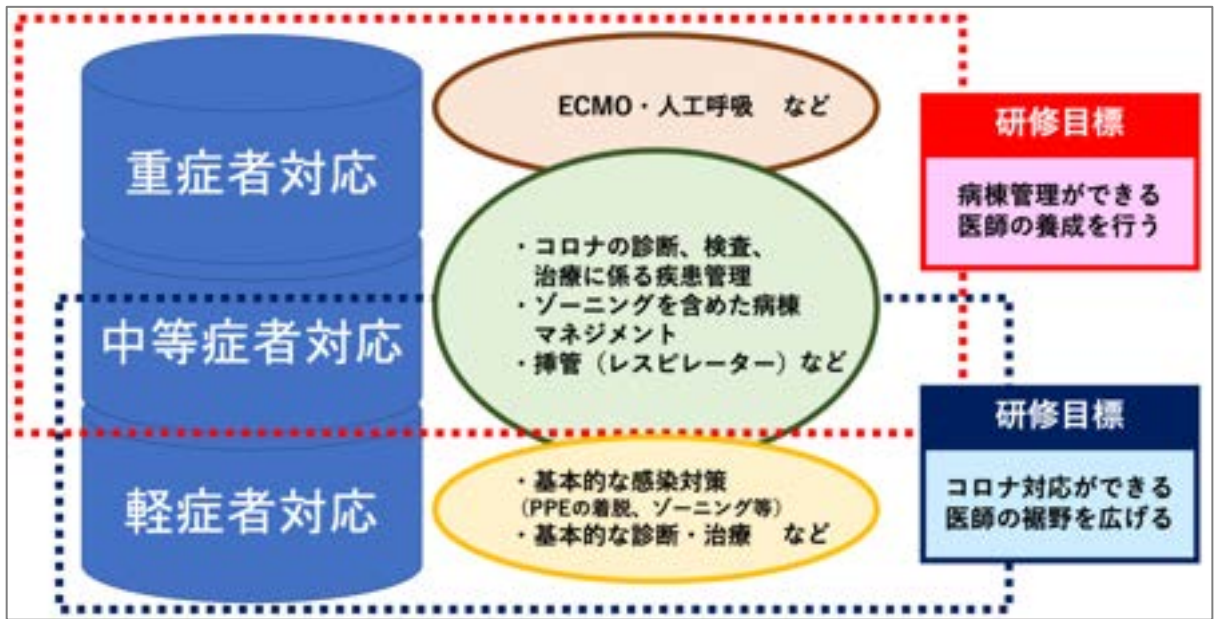 重症者対応
中等症者対応
軽症者対応
ECMO・人工呼吸　など
・コロナの診断、検査、
治療に係る疾患管理
・ゾーニングを含めた病棟
マネジメント
・挿管（レスピレーター）など
・基本的な感染対策
（PPEの着脱、ゾーニング等）
・基本的な診断・治療　など
研修目標
病棟管理ができる
医師の養成を行う
研修目標
コロナ対応ができる
医師の裾野を広げる